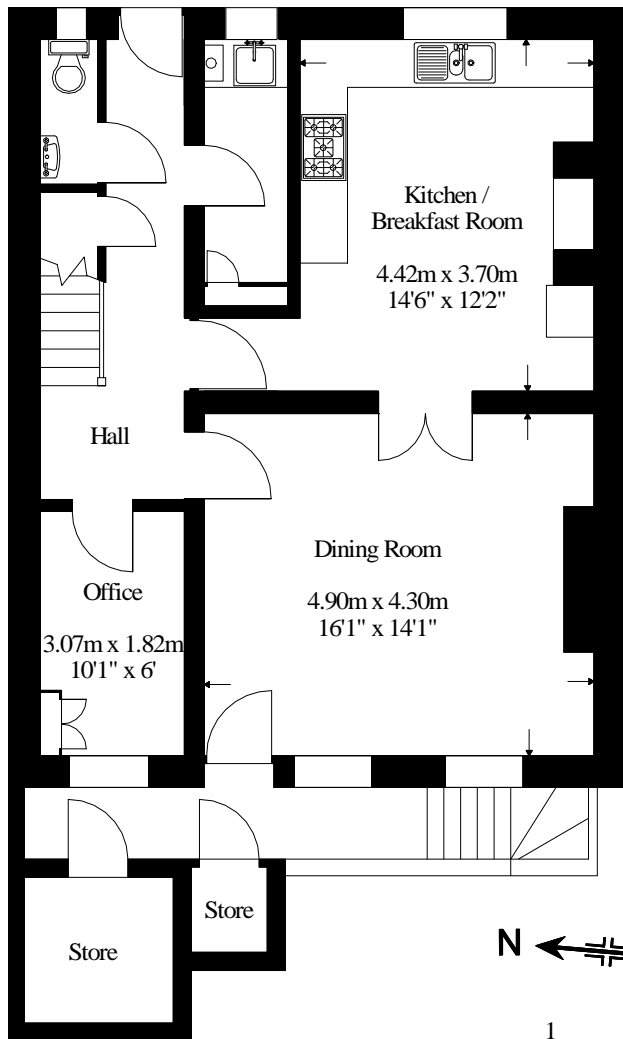 Kitchen /
Breakfast Room
4.42m x 3.70m
14'6" x 12'2"
Hall
Dining Room
4.90m x 4.30m
16'1" x 14'1"
Office
3.07m x 1.82m
10'1" x 6'
Store
Store
N
1